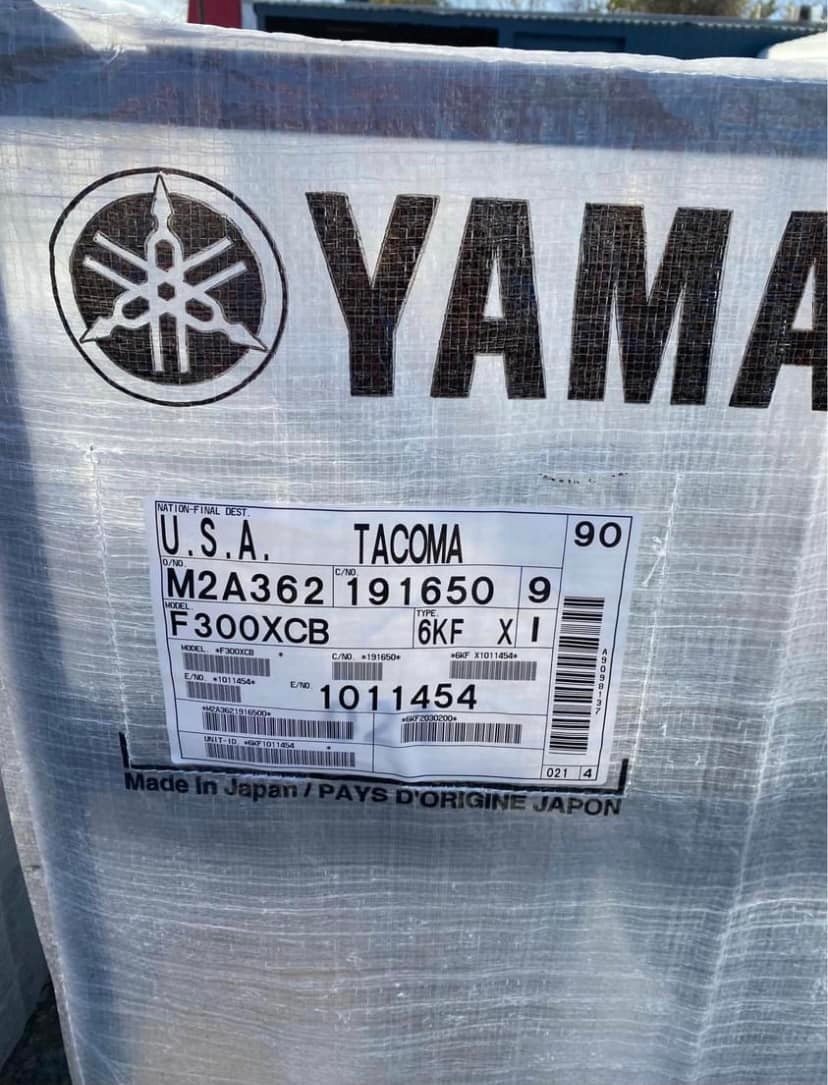 YAMA
NATION-FINAL DEST.
U.S.A. TACOMA
90
O/NO. C/NO.
M2A362 191650 9
MODEL TYPE
F300XCB 6KF X I
MODEL *F300XCB *
C/NO. *191650*
*6KF X1011454*
E/NO. *1011454*
E/NO. 1011454
*M2A3621916500*
*6KF2030200*
UNIT-ID *6KF1011454 *
A9098137
021 4
Made in Japan / PAYS D'ORIGINE JAPON